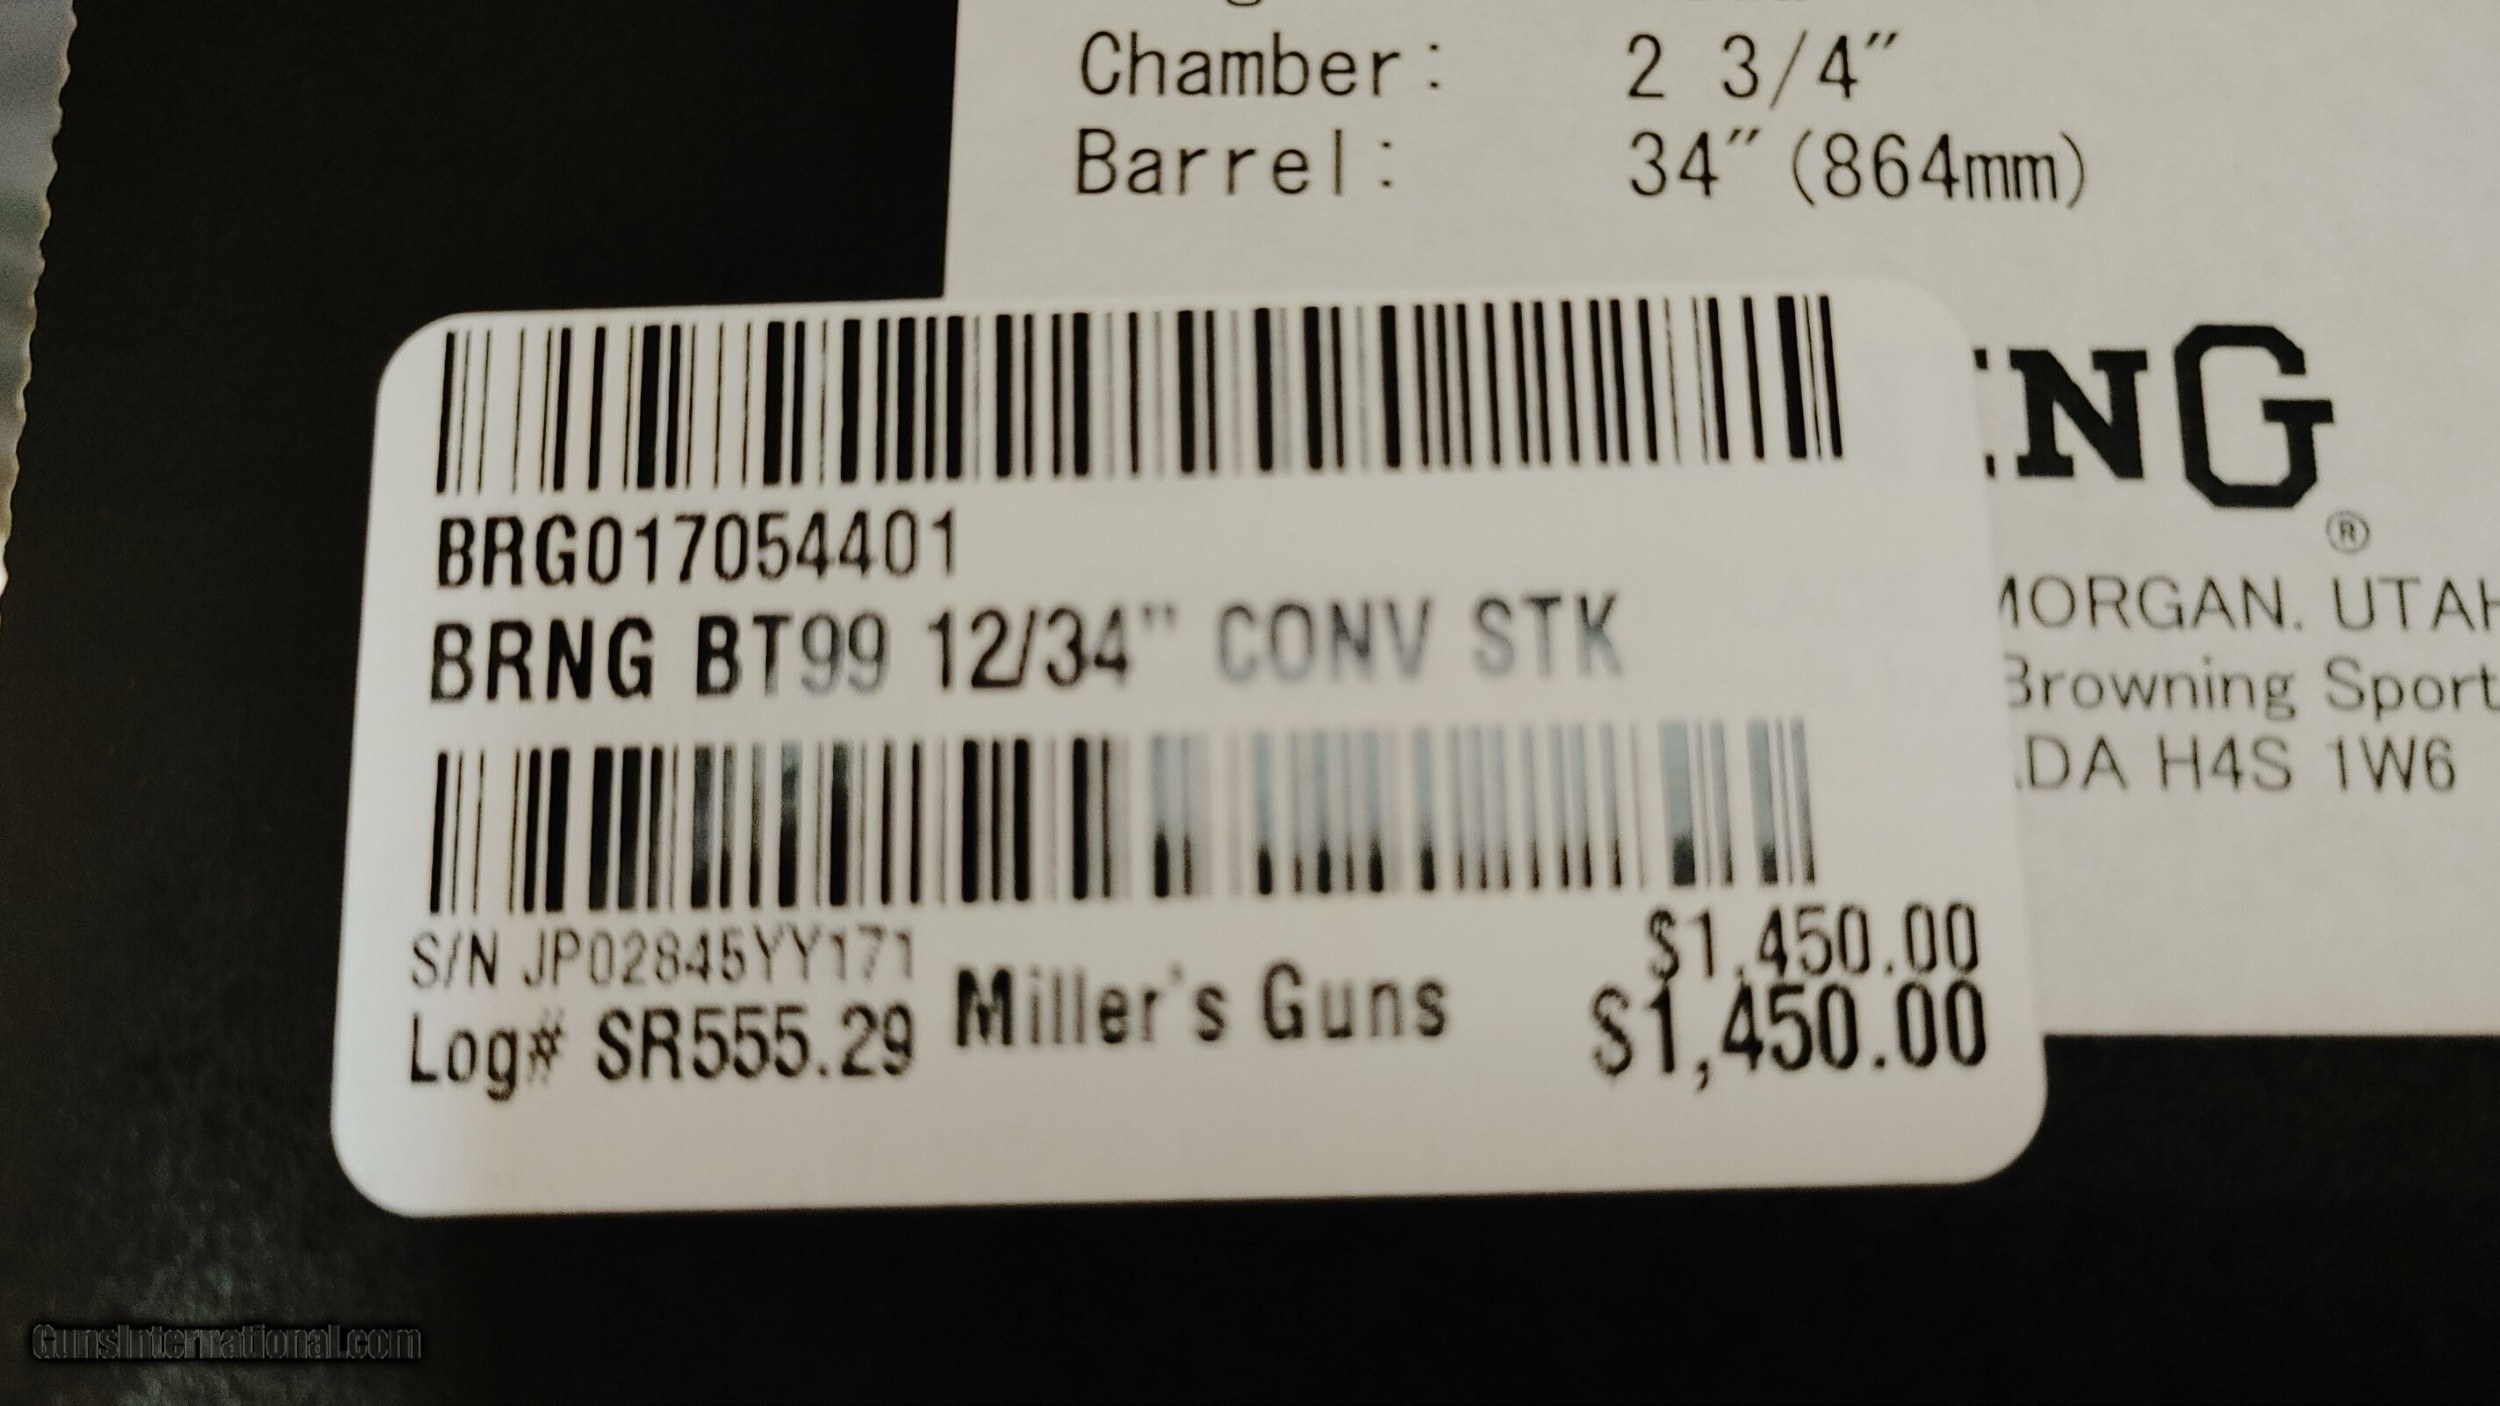 Chamber: 2 3/4"
Barrel: 34"(864mm)
NG
®
MORGAN, UTAH
Browning Sport
DA H4S 1W6
BRG017054401
BRNG BT99 12/34" CONV STK
S/N JP02845YY171
$1,450.00
Log# SR555.29
Miller's Guns
$1,450.00
GunsInternational.com